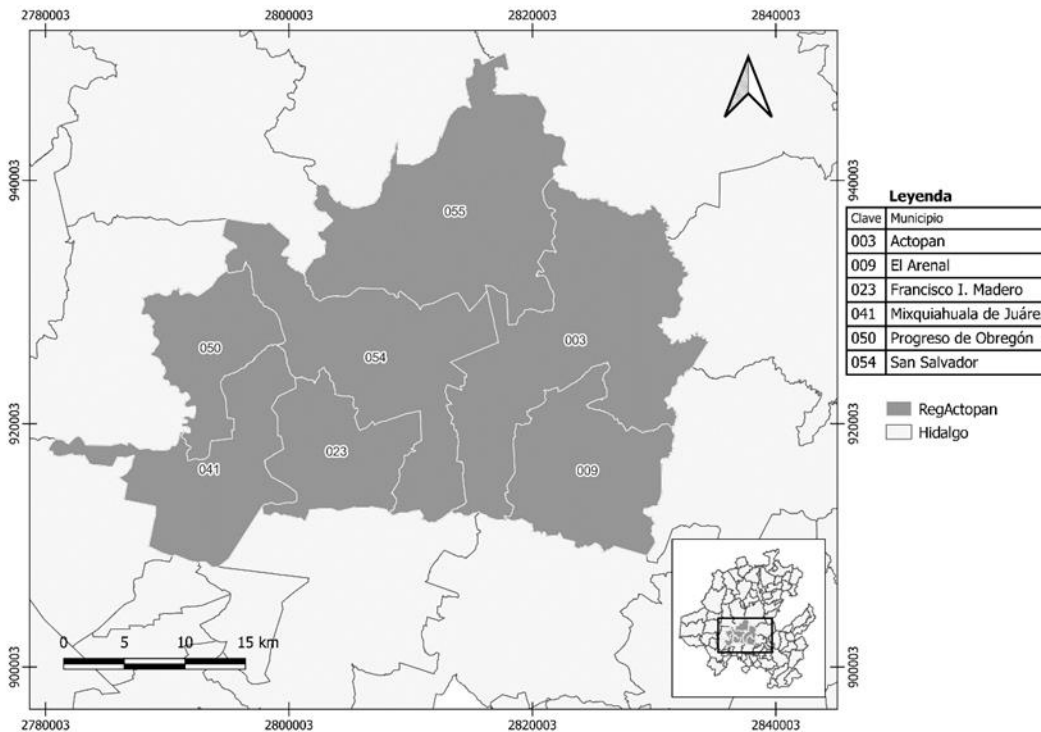 2780003 2800003 2820003 2840003
940003 940003
055
Leyenda
Clave Municipio
003 Actopan
009 El Arenal
023 Francisco I. Madero
041 Mixquiahuala de Juáre
050 Progreso de Obregón
054 San Salvador
050
054
003
RegActopan
Hidalgo
920003 920003
023
041
009
0 5 10 15 km
900003 900003
2780003 2800003 2820003 2840003